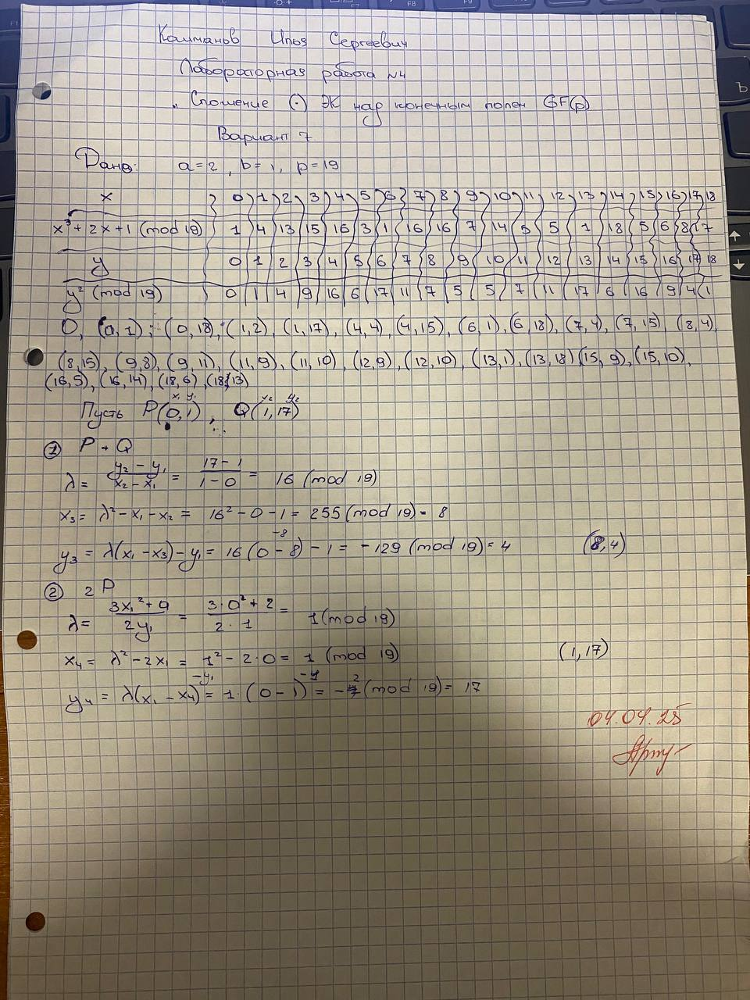 Кошманов Илья Сергеевич
Лабораторная работа №4
„ Сложение (·) ЭК над конечным полем GF(p)
Вариант 7
Дано: a=2, b=1, p=19
x 0 1 2 3 4 5 6 7 8 9 10 11 12 13 14 15 16 17 18
x³+2x+1 (mod 19) 1 4 13 15 16 3 1 16 16 7 14 5 5 1 18 5 6 8 17
y 0 1 2 3 4 5 6 7 8 9 10 11 12 13 14 15 16 17 18
y² (mod 19) 0 1 4 9 16 6 17 11 7 5 5 7 11 17 6 16 9 4 1
O, (0,1); (0,18), (1,2), (1,17), (4,4), (4,15), (6,1), (6,18), (7,4), (7,15), (8,4),
(8,15), (9,8), (9,11), (11,9), (11,10), (12,9), (12,10), (13,1), (13,18) (15,9), (15,10),
(16,5), (16,14), (18,6), (18,13)
x₁ y₁ x₂ y₂
Пусть P(0,1), Q(1,17)
① P + Q
λ = y₂ - y₁ / x₂ - x₁ = 17-1 / 1-0 = 16 (mod 19)
x₃ = λ² - x₁ - x₂ = 16² - 0 - 1 = 255 (mod 19) = 8
-8
y₃ = λ(x₁ - x₃) - y₁ = 16 (0-8) - 1 = -129 (mod 19) = 4 (8,4)
② 2P
λ = 3x₁² + a / 2y₁ = 3·0² + 2 / 2·1 = 1 (mod 19)
x₄ = λ² - 2x₁ = 1² - 2·0 = 1 (mod 19) (1,17)
y₄ = λ(x₁ - x₄) - y₁ = 1·(0-1) - 1 = -2 (mod 19) = 17
04.04.25